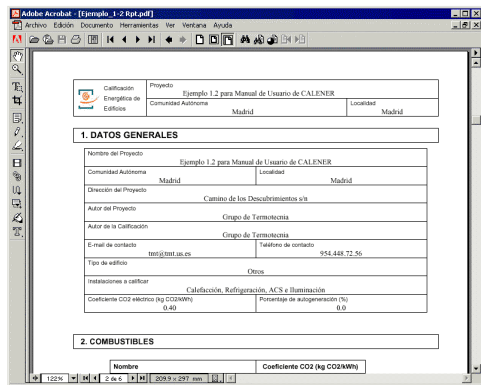 Adobe Acrobat - [Ejemplo_1-2 Rpt.pdf]
Archivo Edición Documento Herramientas Ver Ventana Ayuda
Calificación Energética de Edificios
Proyecto
Ejemplo 1.2 para Manual de Usuario de CALENER
Comunidad Autónoma
Madrid
Localidad
Madrid
1. DATOS GENERALES
Nombre del Proyecto
Ejemplo 1.2 para Manual de Usuario de CALENER
Comunidad Autónoma
Madrid
Localidad
Madrid
Dirección del Proyecto
Camino de los Descubrimientos s/n
Autor del Proyecto
Grupo de Termotecnia
Autor de la Calificación
Grupo de Termotecnia
E-mail de contacto
tmt@tmt.us.es
Teléfono de contacto
954.448.72.56
Tipo de edificio
Otros
Instalaciones a calificar
Calefacción, Refrigeración, ACS e Iluminación
Coeficiente CO2 eléctrico (kg CO2/kWh)
0.40
Porcentaje de autogeneración (%)
0.0
2. COMBUSTIBLES
Nombre
Coeficiente CO2 (kg CO2/kWh)
122%
2 de 6
209.9 x 297 mm